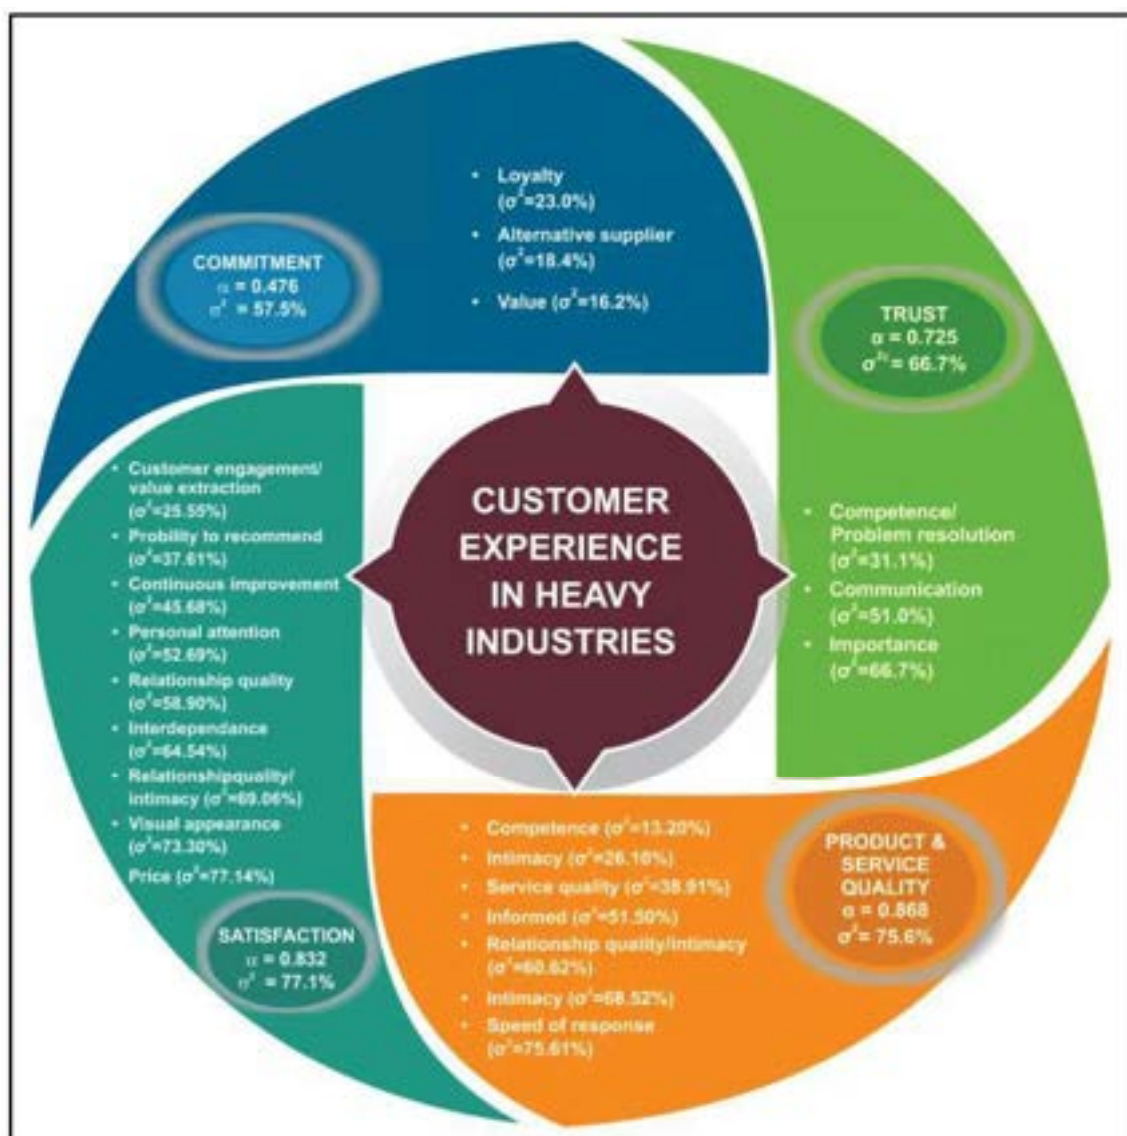 • Loyalty
(σ²=23.0%)
• Alternative supplier
(σ²=18.4%)
• Value (σ²=16.2%)
COMMITMENT
α = 0.476
σ² = 57.5%
TRUST
α = 0.725
= 66.7%
• Competence/
Problem resolution
(σ²=31.1%)
• Communication
(σ²=51.0%)
• Importance
(σ²=66.7%)
CUSTOMER
EXPERIENCE
IN HEAVY
INDUSTRIES
• Customer engagement/
value extraction
(σ²=25.55%)
• Probility to recommend
(σ²=37.61%)
• Continuous improvement
(σ²=45.68%)
• Personal attention
(σ²=52.69%)
• Relationship quality
(σ²=58.90%)
• Interdependance
(σ²=64.54%)
• Relationshipquality/
intimacy (σ²=69.06%)
• Visual appearance
(σ²=73.30%)
Price (σ²=77.14%)
SATISFACTION
α = 0.832
σ² = 77.1%
• Competence (σ²=13.20%)
• Intimacy (σ²=26.10%)
• Service quality (σ²=38.91%)
• Informed (σ²=51.50%)
• Relationship quality/intimacy
(σ²=60.62%)
• Intimacy (σ²=68.52%)
• Speed of response
(σ²=75.61%)
PRODUCT &
SERVICE
QUALITY
α = 0.868
σ²= 75.6%